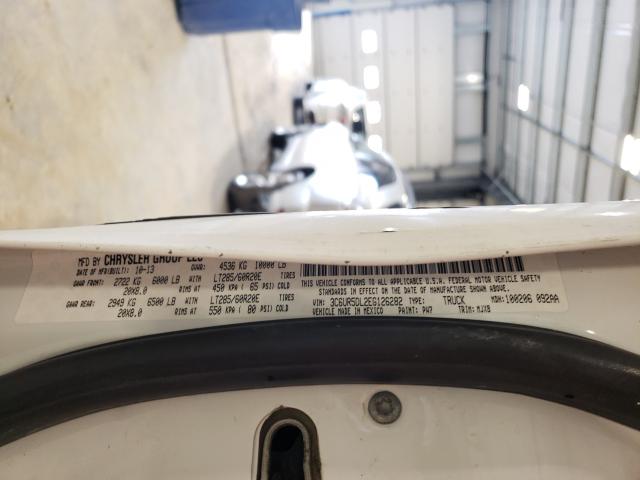 MFD BY CHRYSLER GROUP LLC
DATE OF MFR(BUILT): 10-13 GVWR: 4536 KG 10000 LB
GAWR FRONT: 2722 KG 6000 LB WITH LT285/60R20E TIRES
20X8.0 RIMS AT 450 KPA ( 65 PSI) COLD
GAWR REAR: 2949 KG 6500 LB WITH LT285/60R20E TIRES
20X8.0 RIMS AT 550 KPA ( 80 PSI) COLD
THIS VEHICLE CONFORMS TO ALL APPLICABLE U.S.A. FEDERAL MOTOR VEHICLE SAFETY
STANDARDS IN EFFECT ON THE DATE OF MANUFACTURE SHOWN ABOVE
VIN: 3C6UR5DL2EG126282 TYPE: TRUCK MDH: 100206 092AA
VEHICLE MADE IN MEXICO PAINT: PW7 TRIM: MJX8